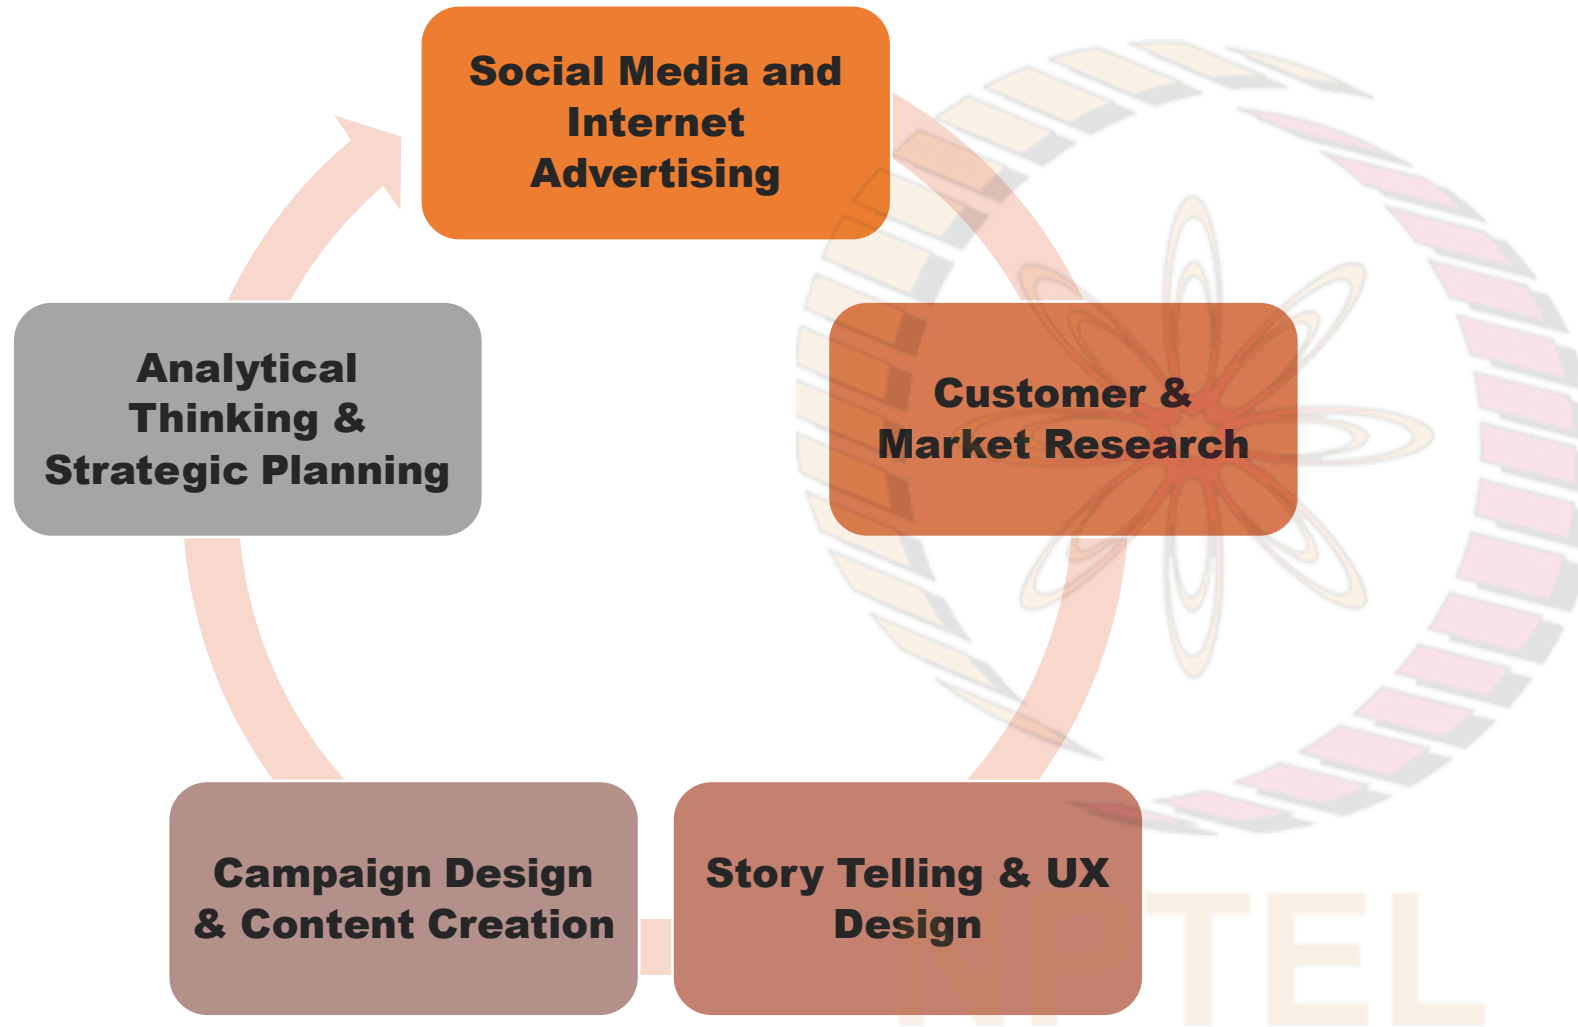 Social Media and
Internet
Advertising
Customer &
Market Research
Story Telling & UX
Design
Campaign Design
& Content Creation
Analytical
Thinking &
Strategic Planning
NPTEL